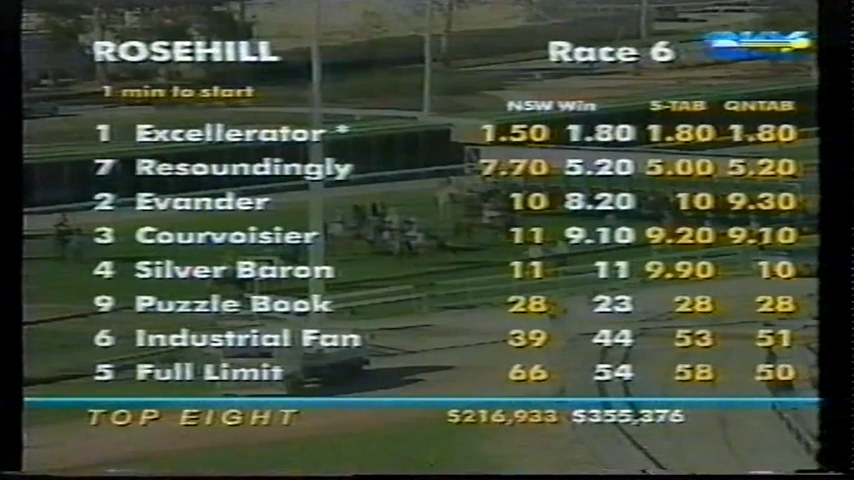 ROSEHILL Race 6
1 min to start
NSW Win S-TAB QNTAB
1 Excellerator * 1.50 1.80 1.80 1.80
7 Resoundingly 7.70 5.20 5.00 5.20
2 Evander 10 8.20 10 9.30
3 Courvoisier 11 9.10 9.20 9.10
4 Silver Baron 11 11 9.90 10
9 Puzzle Book 28 23 28 28
6 Industrial Fan 39 44 53 51
5 Full Limit 66 54 58 50
TOP EIGHT $216,933 $355,376